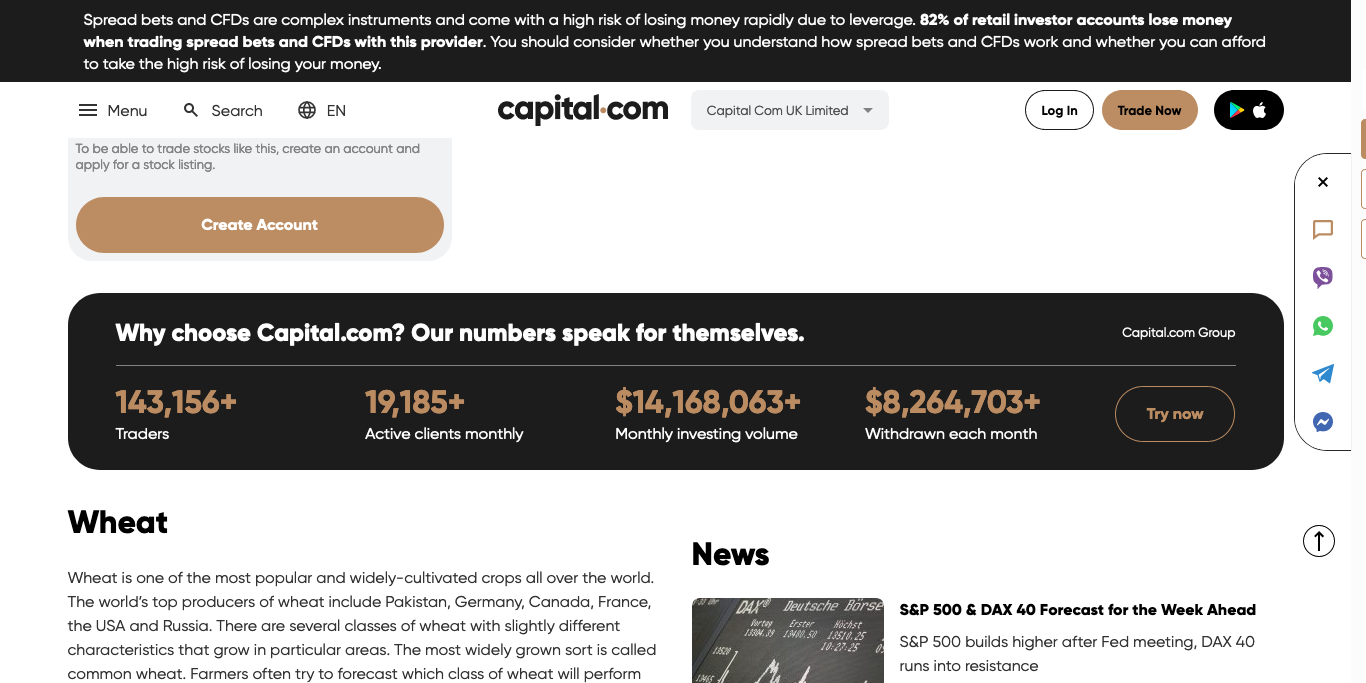 Spread bets and CFDs are complex instruments and come with a high risk of losing money rapidly due to leverage. 82% of retail investor accounts lose money
when trading spread bets and CFDs with this provider. You should consider whether you understand how spread bets and CFDs work and whether you can afford
to take the high risk of losing your money.
Menu
Search
EN
capital.com
Capital Com UK Limited
Log In
Trade Now
To be able to trade stocks like this, create an account and
apply for a stock listing.
Create Account
Why choose Capital.com? Our numbers speak for themselves.
Capital.com Group
143,156+
19,185+
$14,168,063+
$8,264,703+
Traders
Active clients monthly
Monthly investing volume
Withdrawn each month
Try now
Wheat
Wheat is one of the most popular and widely-cultivated crops all over the world.
The world's top producers of wheat include Pakistan, Germany, Canada, France,
the USA and Russia. There are several classes of wheat with slightly different
characteristics that grow in particular areas. The most widely grown sort is called
common wheat. Farmers often try to forecast which class of wheat will perform
News
DAX® Deutsche Börse
Vortag Erster Höchst
10:27:25
S&P 500 & DAX 40 Forecast for the Week Ahead
S&P 500 builds higher after Fed meeting, DAX 40
runs into resistance